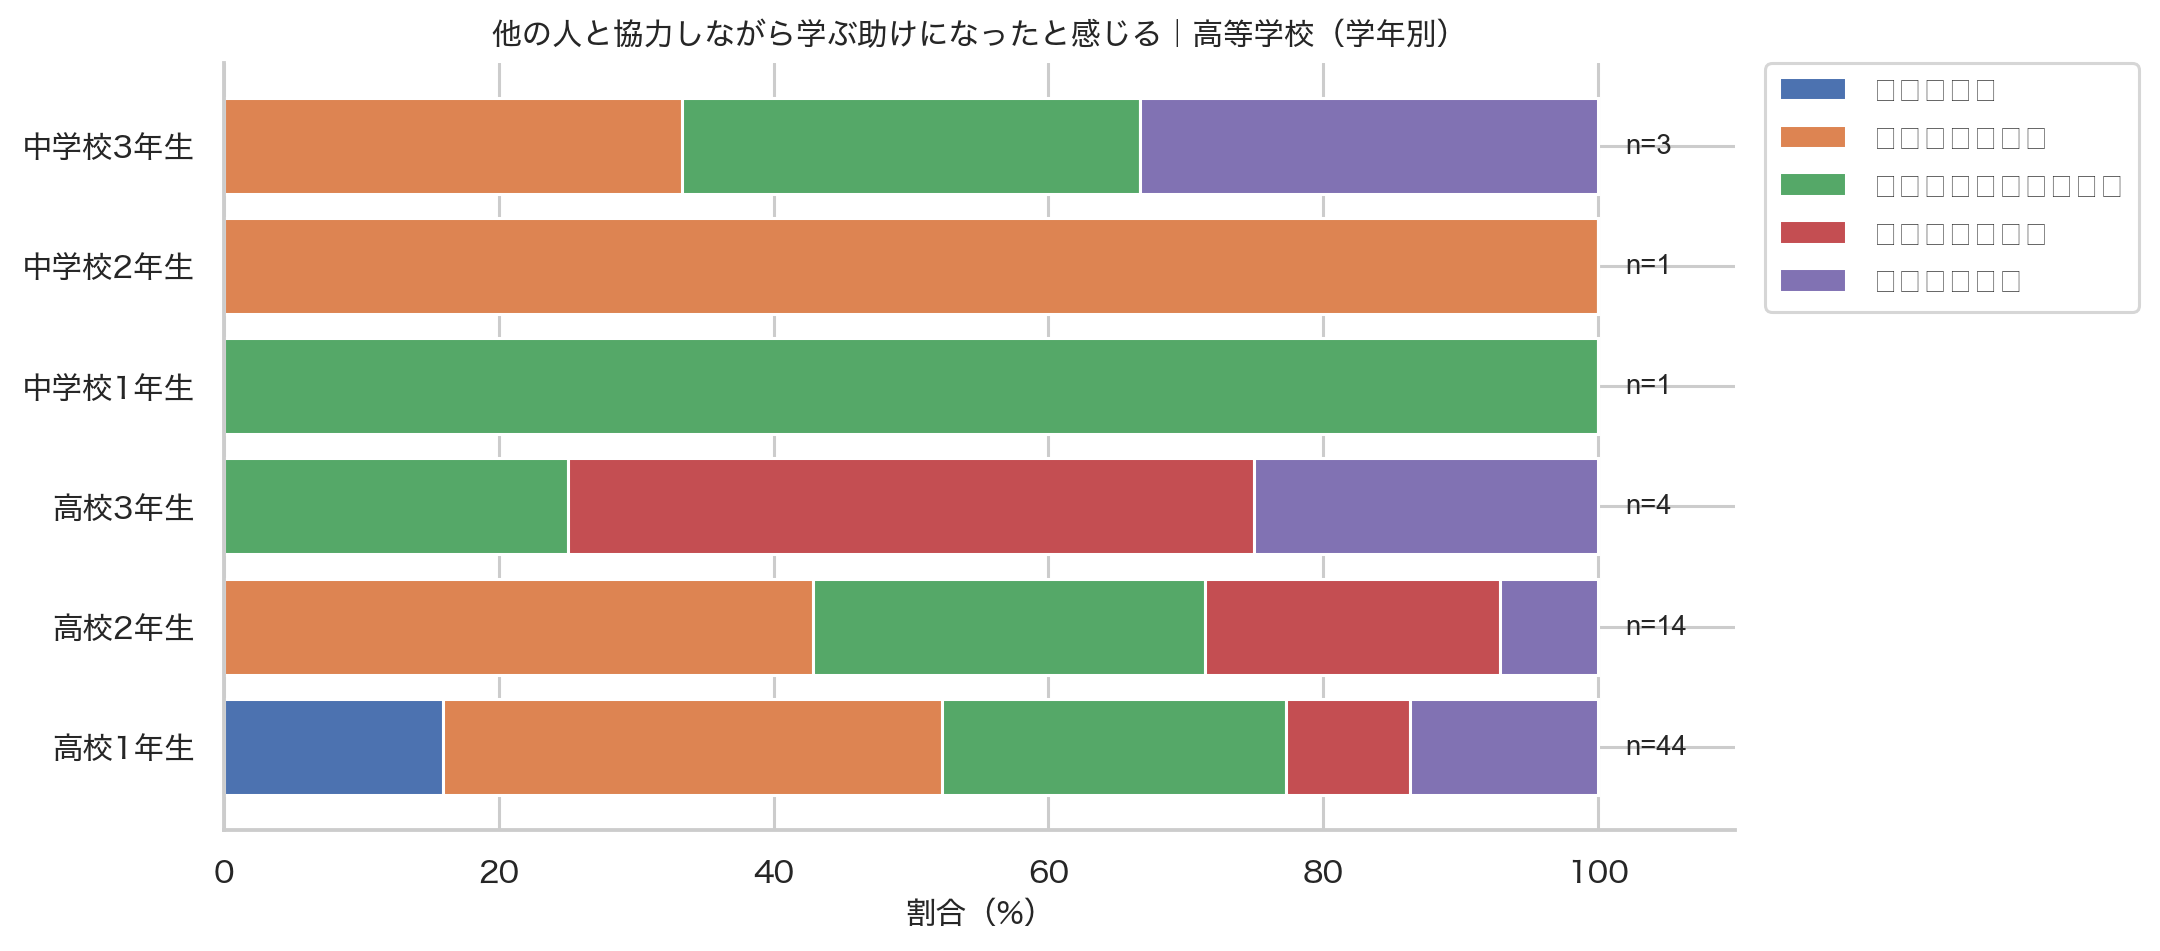 他の人と協力しながら学ぶ助けになったと感じる｜高等学校（学年別）
中学校3年生
n=3
中学校2年生
n=1
中学校1年生
n=1
高校3年生
n=4
高校2年生
n=14
高校1年生
n=44
0 20 40 60 80 100
割合（%）